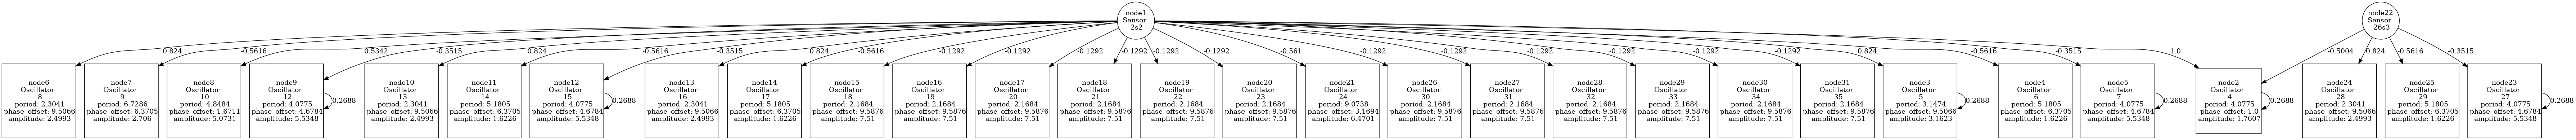 node1
Sensor
2s2
node22
Sensor
26s3
0.824
-0.5616
0.5342
-0.3515
0.824
-0.5616
-0.3515
0.824
-0.5616
-0.1292
-0.1292
-0.1292
-0.1292
-0.1292
-0.1292
-0.561
-0.1292
-0.1292
-0.1292
-0.1292
-0.1292
-0.1292
0.824
-0.5616
-0.3515
1.0
-0.5004
0.824
-0.5616
-0.3515
node6
Oscillator
8
period: 2.3041
phase_offset: 9.5066
amplitude: 2.4993
node7
Oscillator
9
period: 6.7286
phase_offset: 6.3705
amplitude: 2.706
node8
Oscillator
10
period: 4.8484
phase_offset: 1.6711
amplitude: 5.0731
node9
Oscillator
12
period: 4.0775
phase_offset: 4.6784
amplitude: 5.5348
0.2688
node10
Oscillator
13
period: 2.3041
phase_offset: 9.5066
amplitude: 2.4993
node11
Oscillator
14
period: 5.1805
phase_offset: 6.3705
amplitude: 1.6226
node12
Oscillator
15
period: 4.0775
phase_offset: 4.6784
amplitude: 5.5348
0.2688
node13
Oscillator
16
period: 2.3041
phase_offset: 9.5066
amplitude: 2.4993
node14
Oscillator
17
period: 5.1805
phase_offset: 6.3705
amplitude: 1.6226
node15
Oscillator
18
period: 2.1684
phase_offset: 9.5876
amplitude: 7.51
node16
Oscillator
19
period: 2.1684
phase_offset: 9.5876
amplitude: 7.51
node17
Oscillator
20
period: 2.1684
phase_offset: 9.5876
amplitude: 7.51
node18
Oscillator
21
period: 2.1684
phase_offset: 9.5876
amplitude: 7.51
node19
Oscillator
22
period: 2.1684
phase_offset: 9.5876
amplitude: 7.51
node20
Oscillator
23
period: 2.1684
phase_offset: 9.5876
amplitude: 7.51
node21
Oscillator
24
period: 9.0738
phase_offset: 3.1694
amplitude: 6.4701
node26
Oscillator
30
period: 2.1684
phase_offset: 9.5876
amplitude: 7.51
node27
Oscillator
31
period: 2.1684
phase_offset: 9.5876
amplitude: 7.51
node28
Oscillator
32
period: 2.1684
phase_offset: 9.5876
amplitude: 7.51
node29
Oscillator
33
period: 2.1684
phase_offset: 9.5876
amplitude: 7.51
node30
Oscillator
34
period: 2.1684
phase_offset: 9.5876
amplitude: 7.51
node31
Oscillator
35
period: 2.1684
phase_offset: 9.5876
amplitude: 7.51
node3
Oscillator
5
period: 3.1474
phase_offset: 9.5066
amplitude: 3.1623
0.2688
node4
Oscillator
6
period: 5.1805
phase_offset: 6.3705
amplitude: 1.6226
node5
Oscillator
7
period: 4.0775
phase_offset: 4.6784
amplitude: 5.5348
0.2688
node2
Oscillator
4
period: 4.0775
phase_offset: 1.0
amplitude: 1.7607
0.2688
node24
Oscillator
28
period: 2.3041
phase_offset: 9.5066
amplitude: 2.4993
node25
Oscillator
29
period: 5.1805
phase_offset: 6.3705
amplitude: 1.6226
node23
Oscillator
27
period: 4.0775
phase_offset: 4.6784
amplitude: 5.5348
0.2688